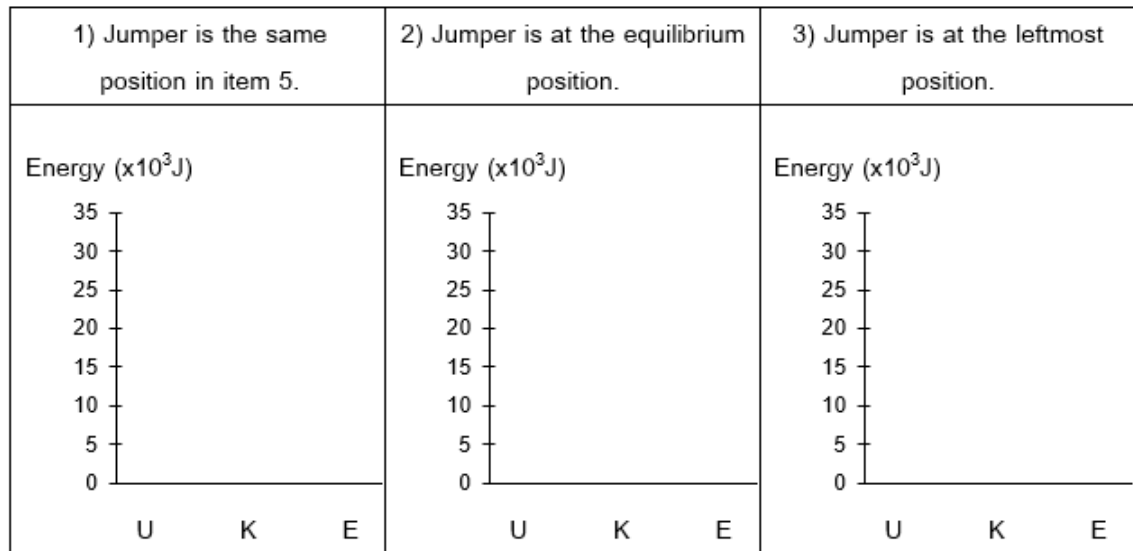 1) Jumper is the same
position in item 5.
2) Jumper is at the equilibrium
position.
3) Jumper is at the leftmost
position.
Energy (x10³J)
35
30
25
20
15
10
5
0
U K E
Energy (x10³J)
35
30
25
20
15
10
5
0
U K E
Energy (x10³J)
35
30
25
20
15
10
5
0
U K E